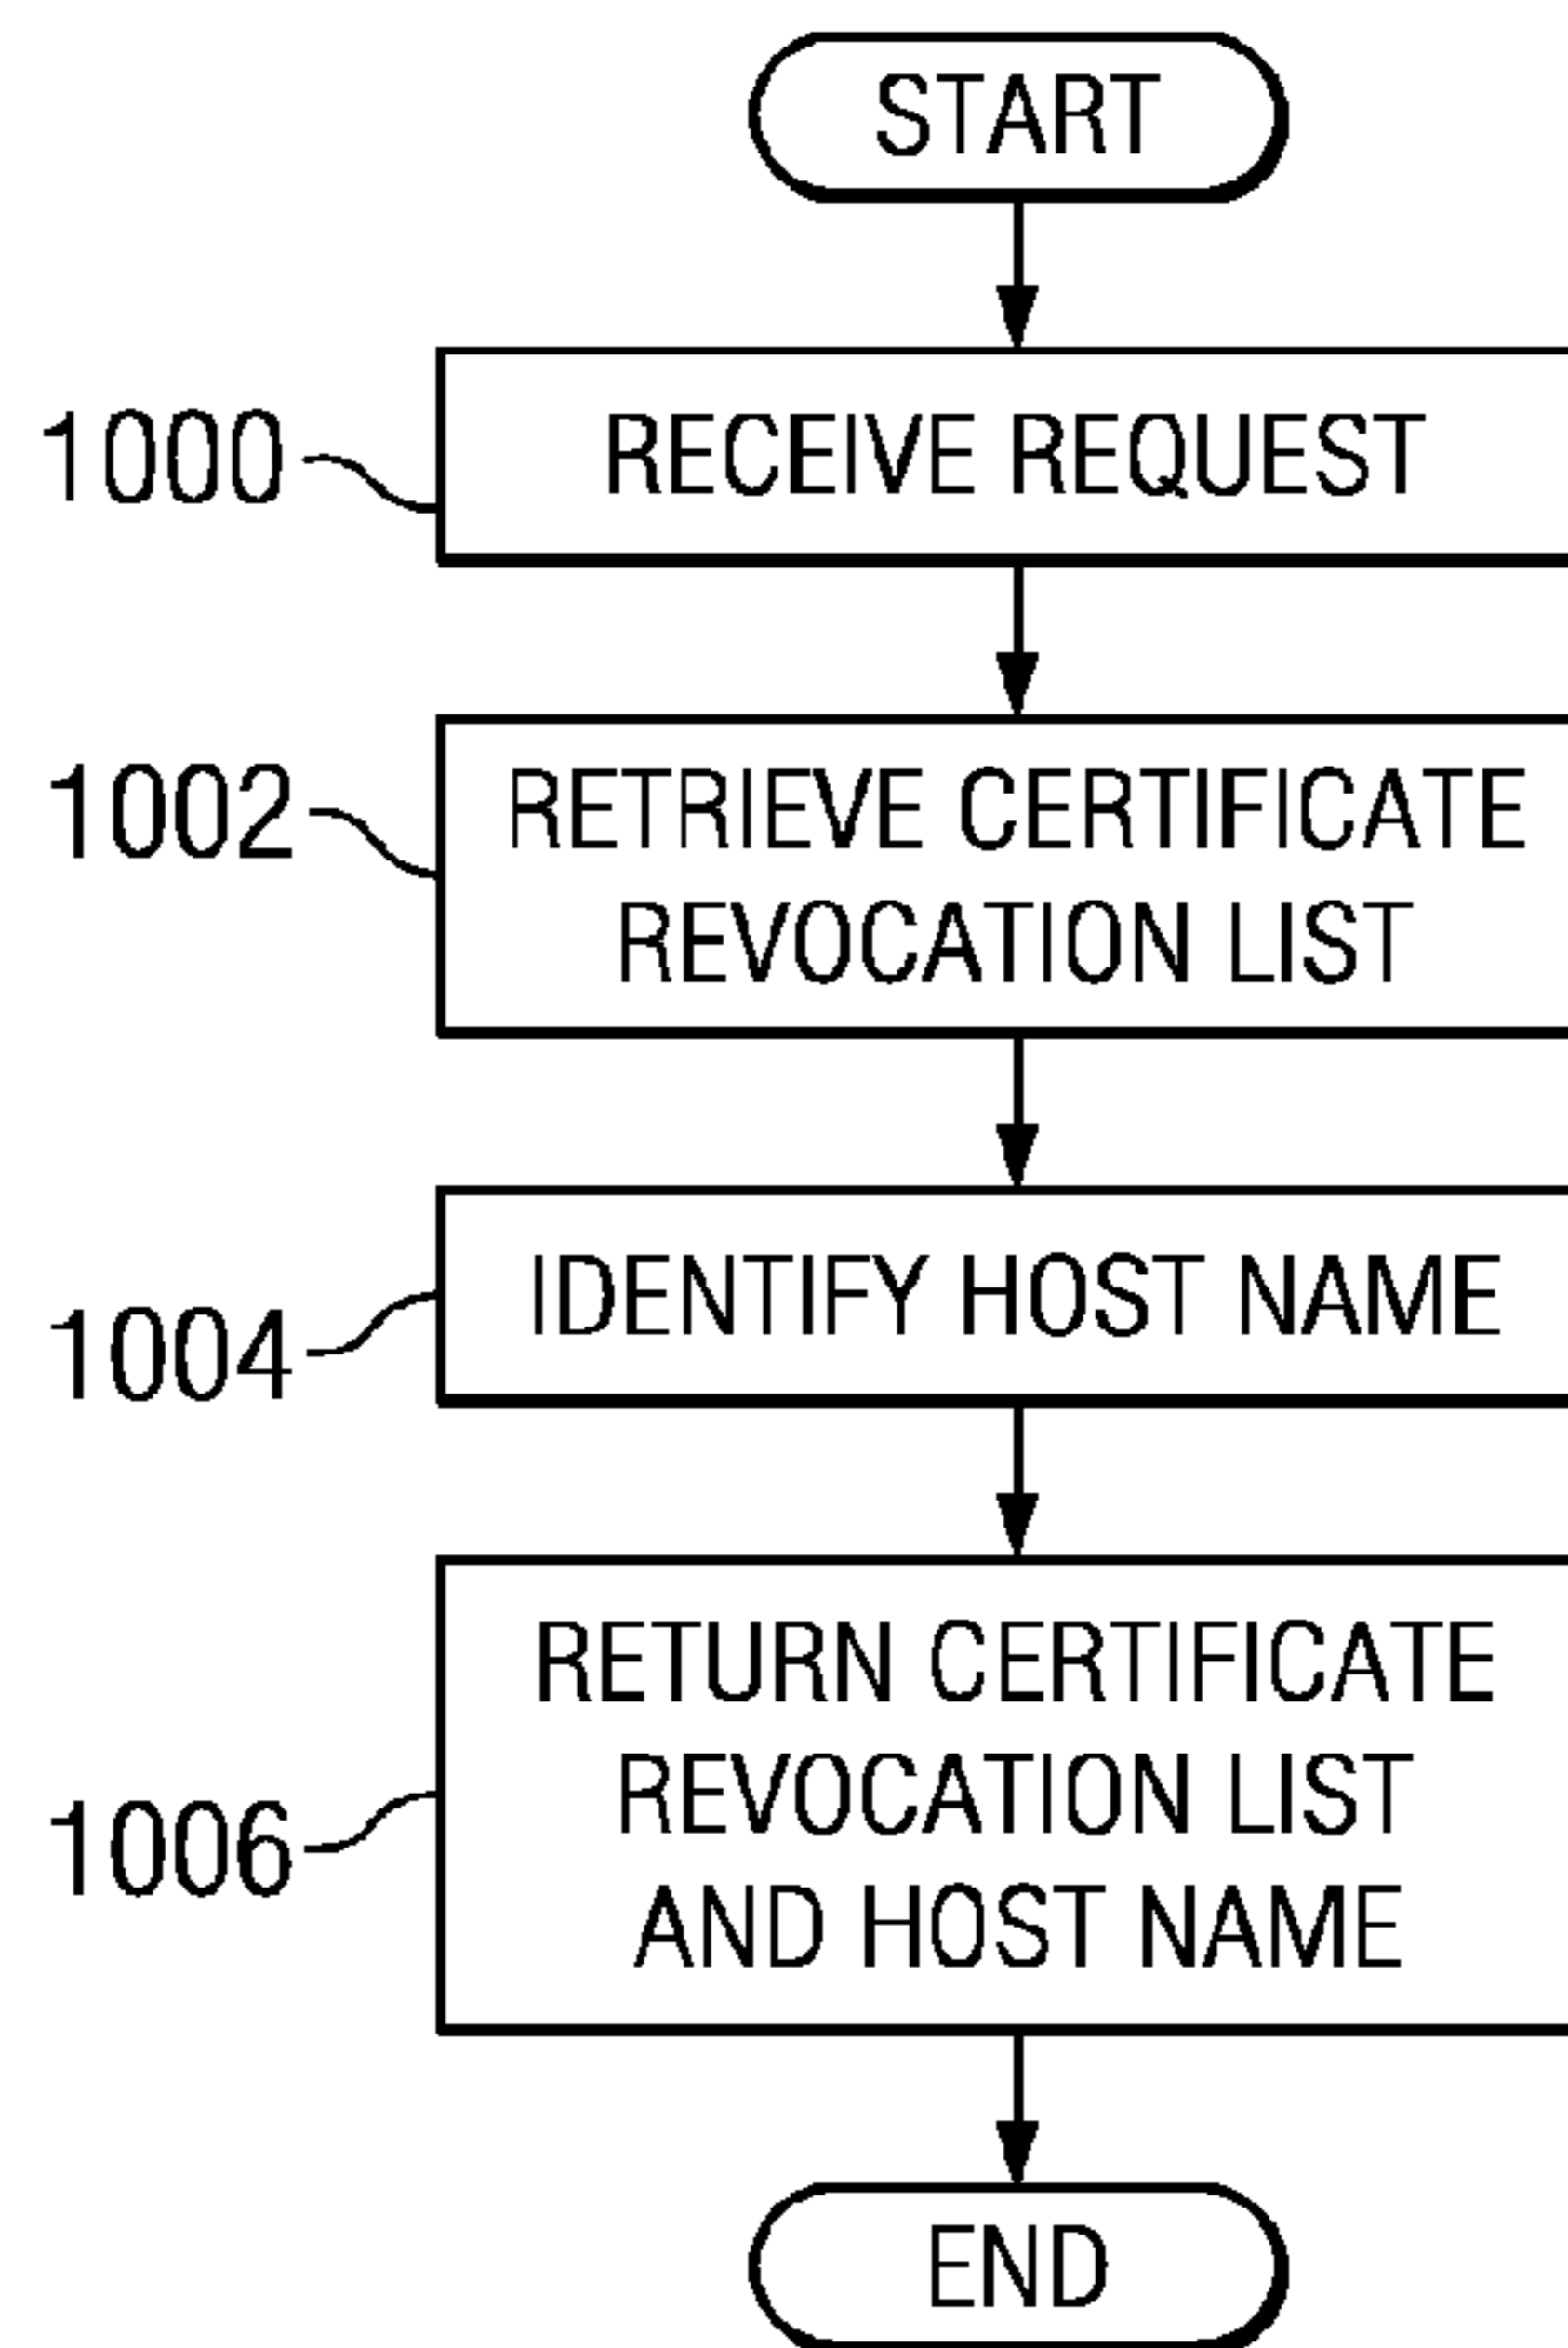 START
1000
RECEIVE REQUEST
1002
RETRIEVE CERTIFICATE
REVOCATION LIST
1004
IDENTIFY HOST NAME
1006
RETURN CERTIFICATE
REVOCATION LIST
AND HOST NAME
END